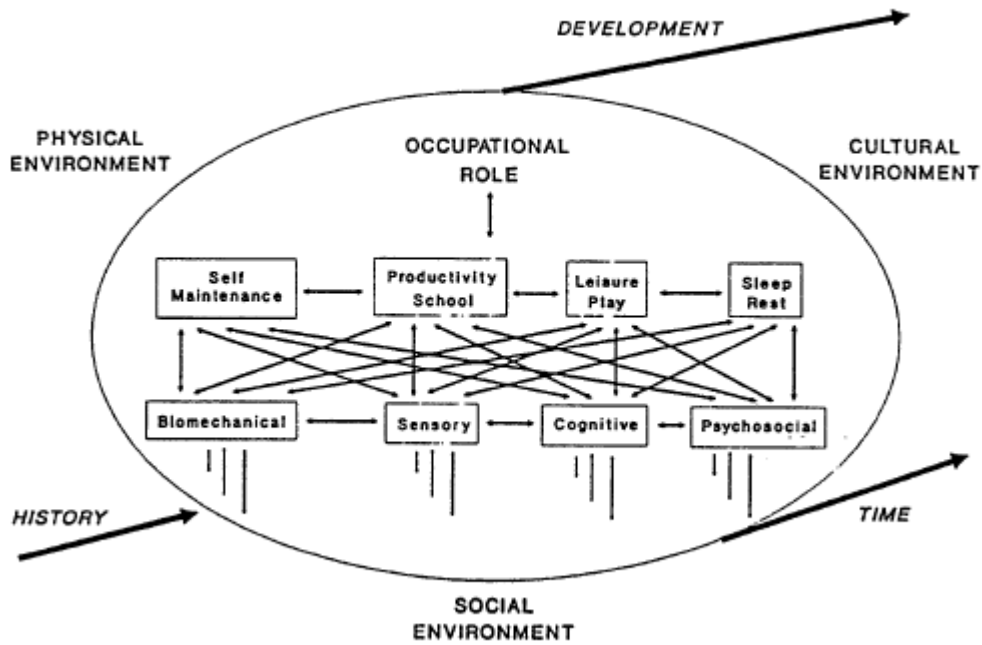 DEVELOPMENT
PHYSICAL
ENVIRONMENT
OCCUPATIONAL
ROLE
CULTURAL
ENVIRONMENT
Self
Maintenance
Productivity
School
Leisure
Play
Sleep
Rest
Biomechanical
Sensory
Cognitive
Psychosocial
HISTORY
TIME
SOCIAL
ENVIRONMENT